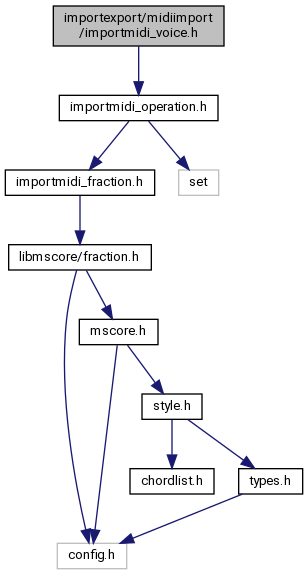 importexport/midiimport
/importmidi_voice.h
importmidi_operation.h
importmidi_fraction.h
set
libmscore/fraction.h
mscore.h
style.h
chordlist.h
types.h
config.h